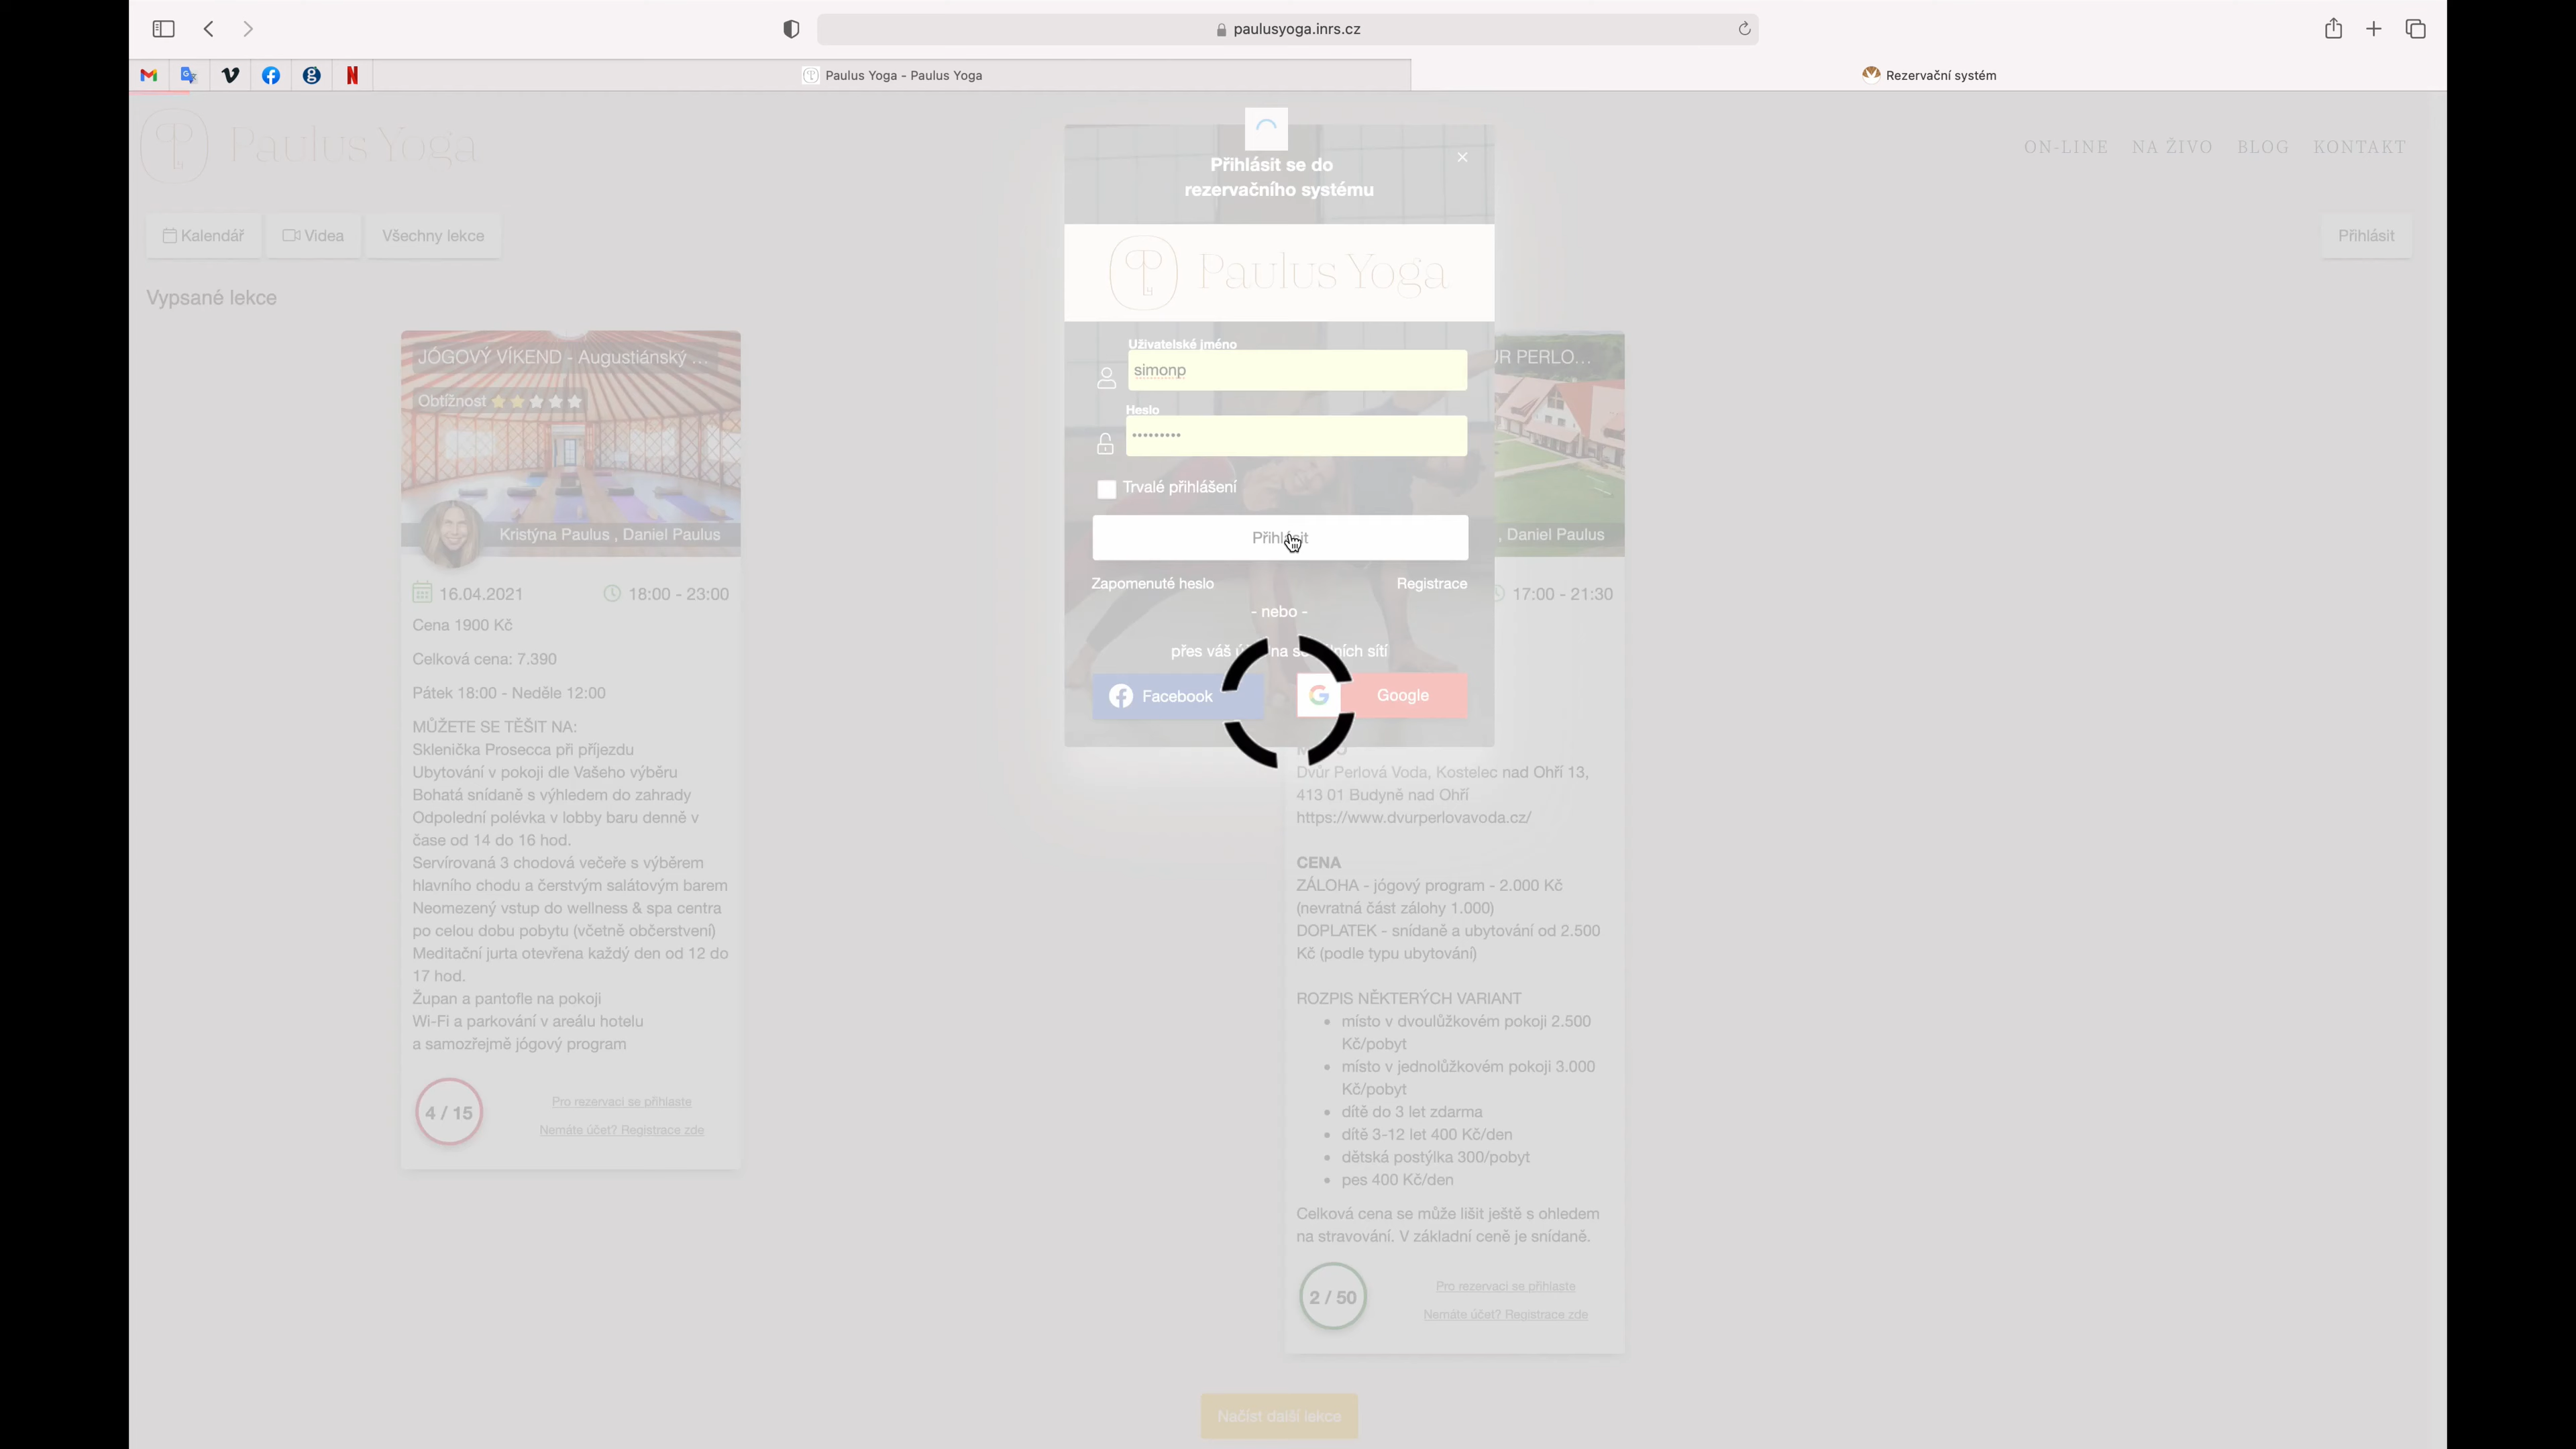 paulusyoga.inrs.cz
Paulus Yoga - Paulus Yoga
Rezervační systém
Paulus Yoga
ON-LINE NA ŽIVO BLOG KONTAKT
Kalendář Videa Všechny lekce
Přihlásit
Vypsané lekce
JÓGOVÝ VÍKEND - Augustiánský ...
Obtížnost
Kristýna Paulus , Daniel Paulus
16.04.2021 18:00 - 23:00
Cena 1900 Kč
Celková cena: 7.390
Pátek 18:00 - Neděle 12:00
MŮŽETE SE TĚŠIT NA:
Sklenička Prosecca při příjezdu
Ubytování v pokoji dle Vašeho výběru
Bohatá snídaně s výhledem do zahrady
Odpolední polévka v lobby baru denně v
čase od 14 do 16 hod.
Servírovaná 3 chodová večeře s výběrem
hlavního chodu a čerstvým salátovým barem
Neomezený vstup do wellness & spa centra
po celou dobu pobytu (včetně občerstvení)
Meditační jurta otevřena každý den od 12 do
17 hod.
Župan a pantofle na pokoji
Wi-Fi a parkování v areálu hotelu
a samozřejmě jógový program
4 / 15
Pro rezervaci se přihlaste
Nemáte účet? Registrace zde
Přihlásit se do
rezervačního systému
Paulus Yoga
Uživatelské jméno
simonp
Heslo
Trvalé přihlášení
Přihlásit
Zapomenuté heslo Registrace
- nebo -
přes váš na sítí
Facebook Google
PERLO...
, Daniel Paulus
17:00 - 21:30
Dvůr Perlová Voda, Kostelec nad Ohří 13,
413 01 Budyně nad Ohří
https://www.dvurperlovavoda.cz/
CENA
ZÁLOHA - jógový program - 2.000 Kč
(nevratná část zálohy 1.000)
DOPLATEK - snídaně a ubytování od 2.500
Kč (podle typu ubytování)
ROZPIS NĚKTERÝCH VARIANT
místo v dvoulůžkovém pokoji 2.500
Kč/pobyt
místo v jednolůžkovém pokoji 3.000
Kč/pobyt
dítě do 3 let zdarma
dítě 3-12 let 400 Kč/den
dětská postýlka 300/pobyt
pes 400 Kč/den
Celková cena se může lišit ještě s ohledem
na stravování. V základní ceně je snídaně.
2 / 50
Pro rezervaci se přihlaste
Nemáte účet? Registrace zde
Načíst další lekce